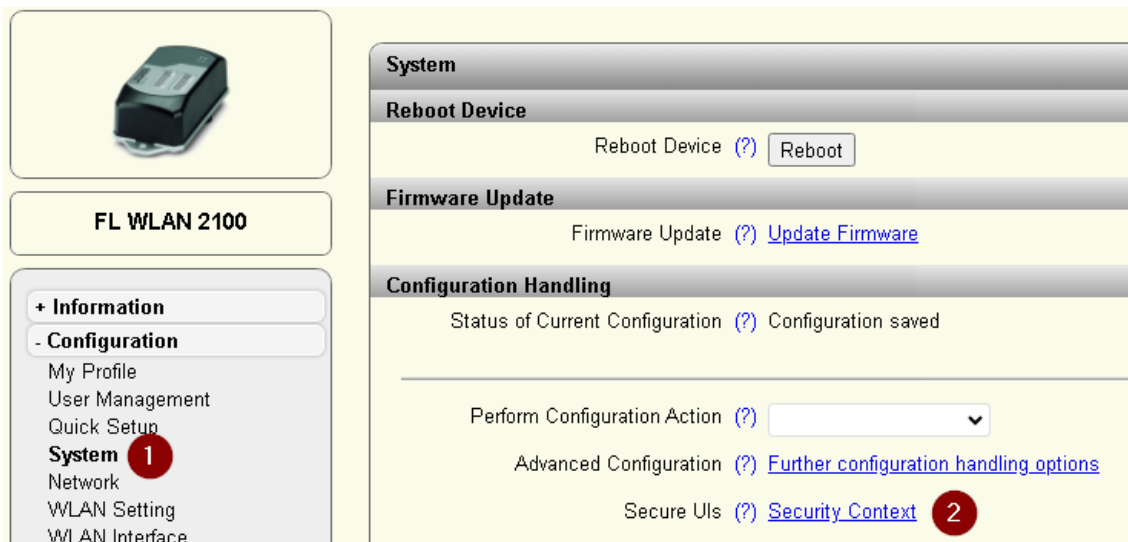 FL WLAN 2100
+ Information
- Configuration
My Profile
User Management
Quick Setup
System 1
Network
WLAN Setting
WLAN Interface
System
Reboot Device
Reboot Device (?) Reboot
Firmware Update
Firmware Update (?) Update Firmware
Configuration Handling
Status of Current Configuration (?) Configuration saved
Perform Configuration Action (?)
Advanced Configuration (?) Further configuration handling options
Secure UIs (?) Security Context 2